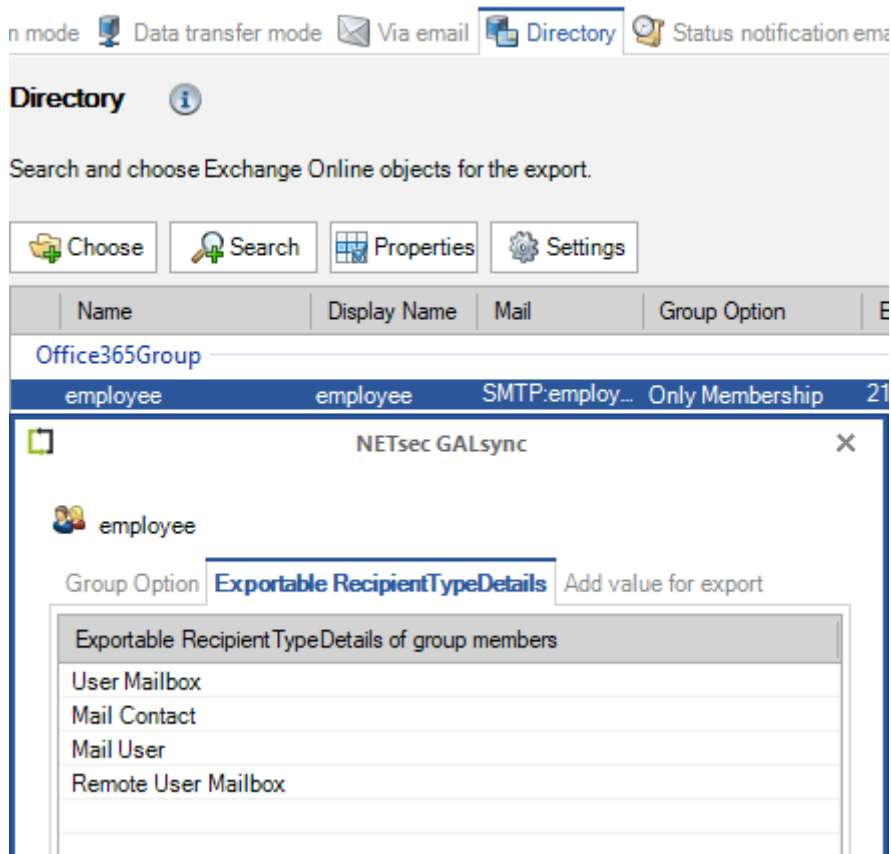 n mode Data transfer mode Via email Directory Status notification ema
Directory
Search and choose Exchange Online objects for the export.
Choose Search Properties Settings
Name Display Name Mail Group Option E
Office365Group
employee employee SMTP:employ... Only Membership 21
NETsec GALsync
employee
Group Option Exportable RecipientTypeDetails Add value for export
Exportable RecipientTypeDetails of group members
User Mailbox
Mail Contact
Mail User
Remote User Mailbox